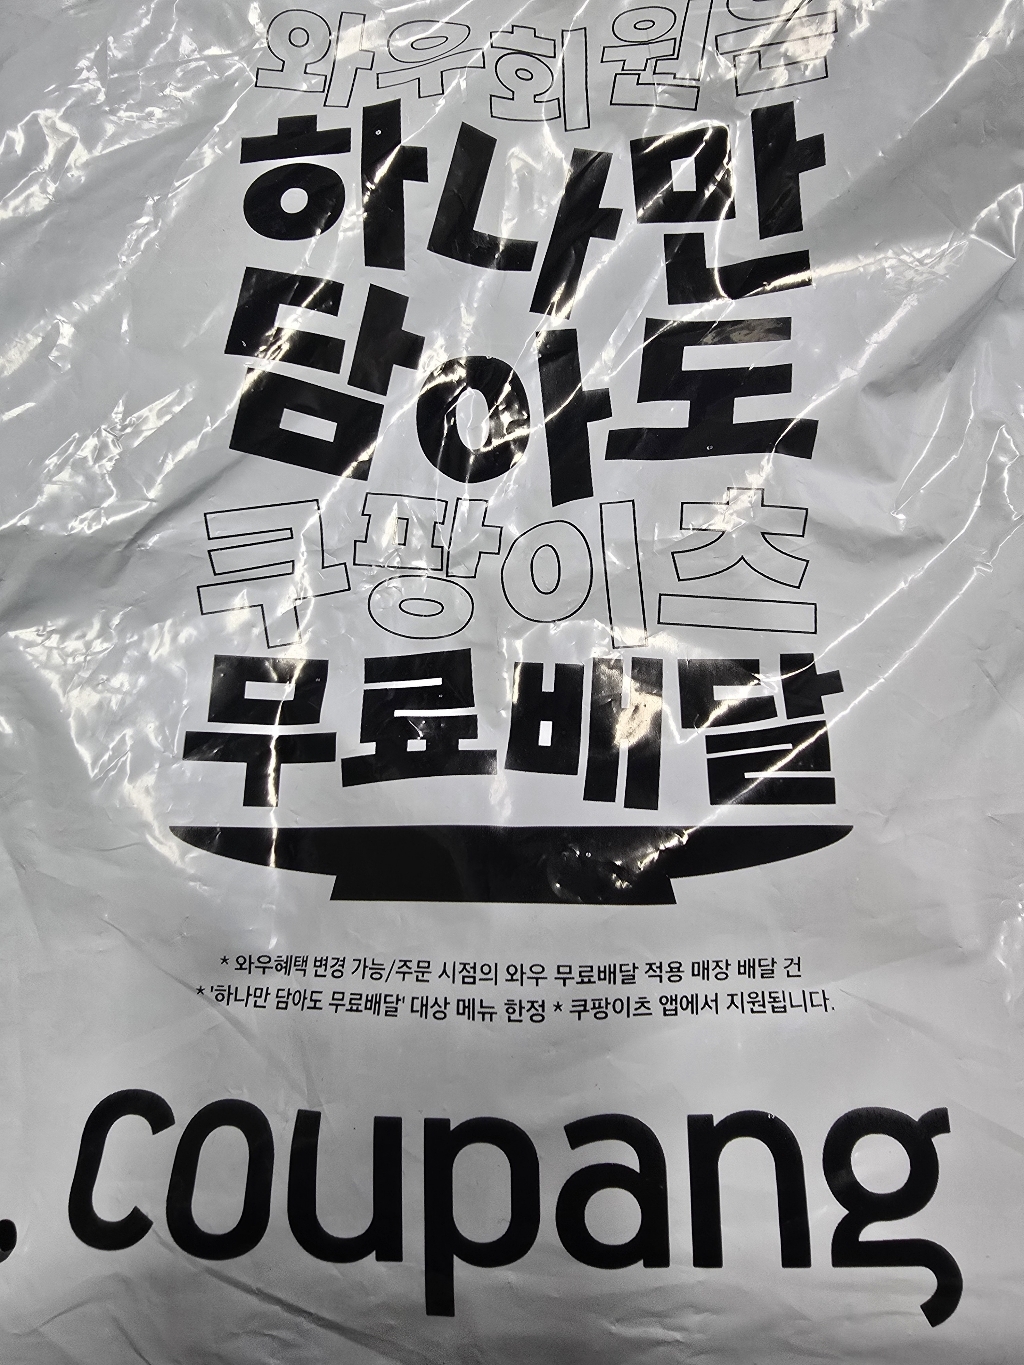 와우회원은
하나만
담아도
쿠팡이츠
무료배달
* 와우혜택 변경 가능/주문 시점의 와우 무료배달 적용 매장 배달 건
* '하나만 담아도 무료배달' 대상 메뉴 한정 * 쿠팡이츠 앱에서 지원됩니다.
coupang